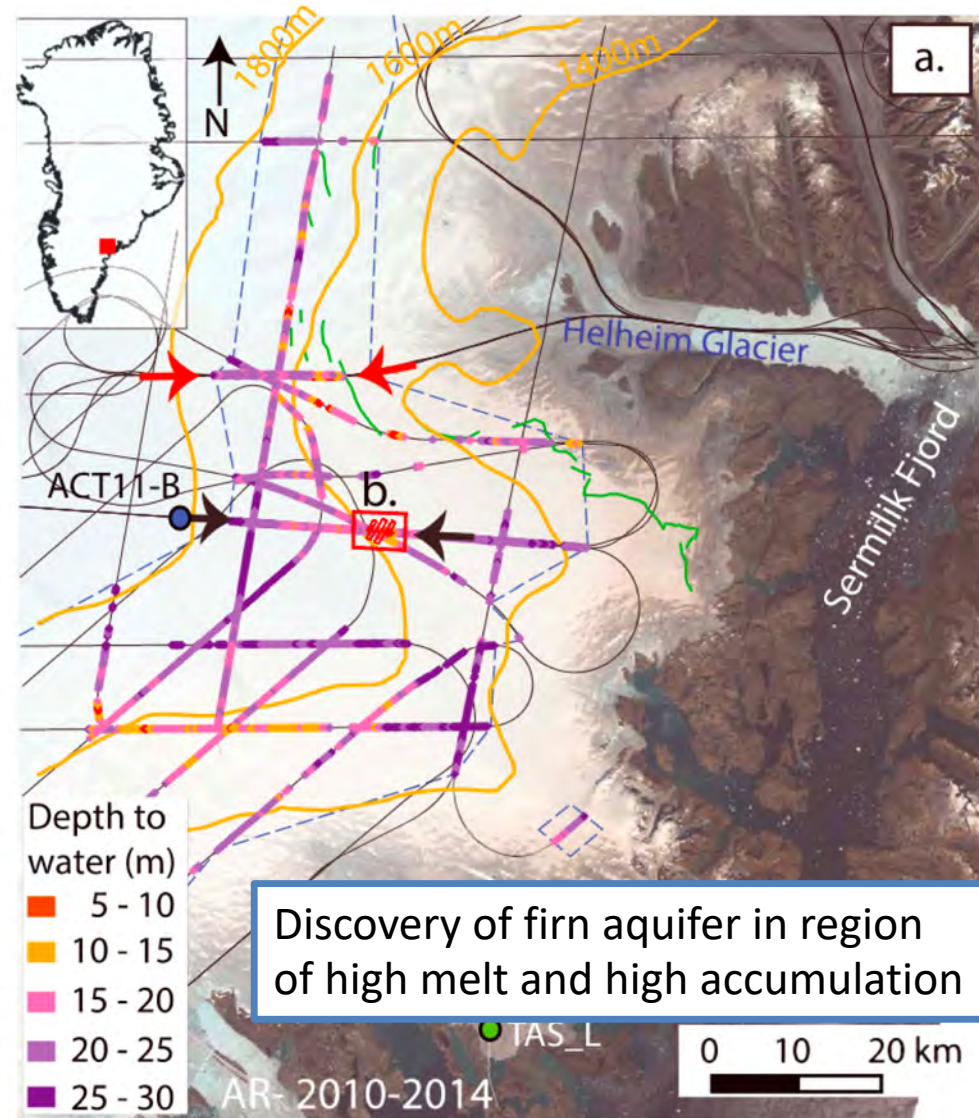 1800m
1600m
1400m
a.
N
Helheim Glacier
ACT11-B
b.
Sermilik Fjord
Depth to
water (m)
5 - 10
10 - 15
15 - 20
20 - 25
25 - 30
Discovery of firn aquifer in region
of high melt and high accumulation
TAS_L
0 10 20 km
AR- 2010-2014